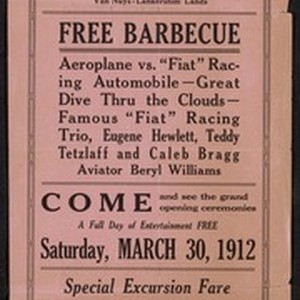 Van Nuys-Lankershim Lands
FREE BARBECUE
Aeroplane vs. "Fiat" Rac-
ing Automobile—Great
Dive Thru the Clouds—
Famous "Fiat" Racing
Trio, Eugene Hewlett, Teddy
Tetzlaff and Caleb Bragg
Aviator Beryl Williams
COME and see the grand
opening ceremonies
A Full Day of Entertainment FREE
Saturday, MARCH 30, 1912
Special Excursion Fare